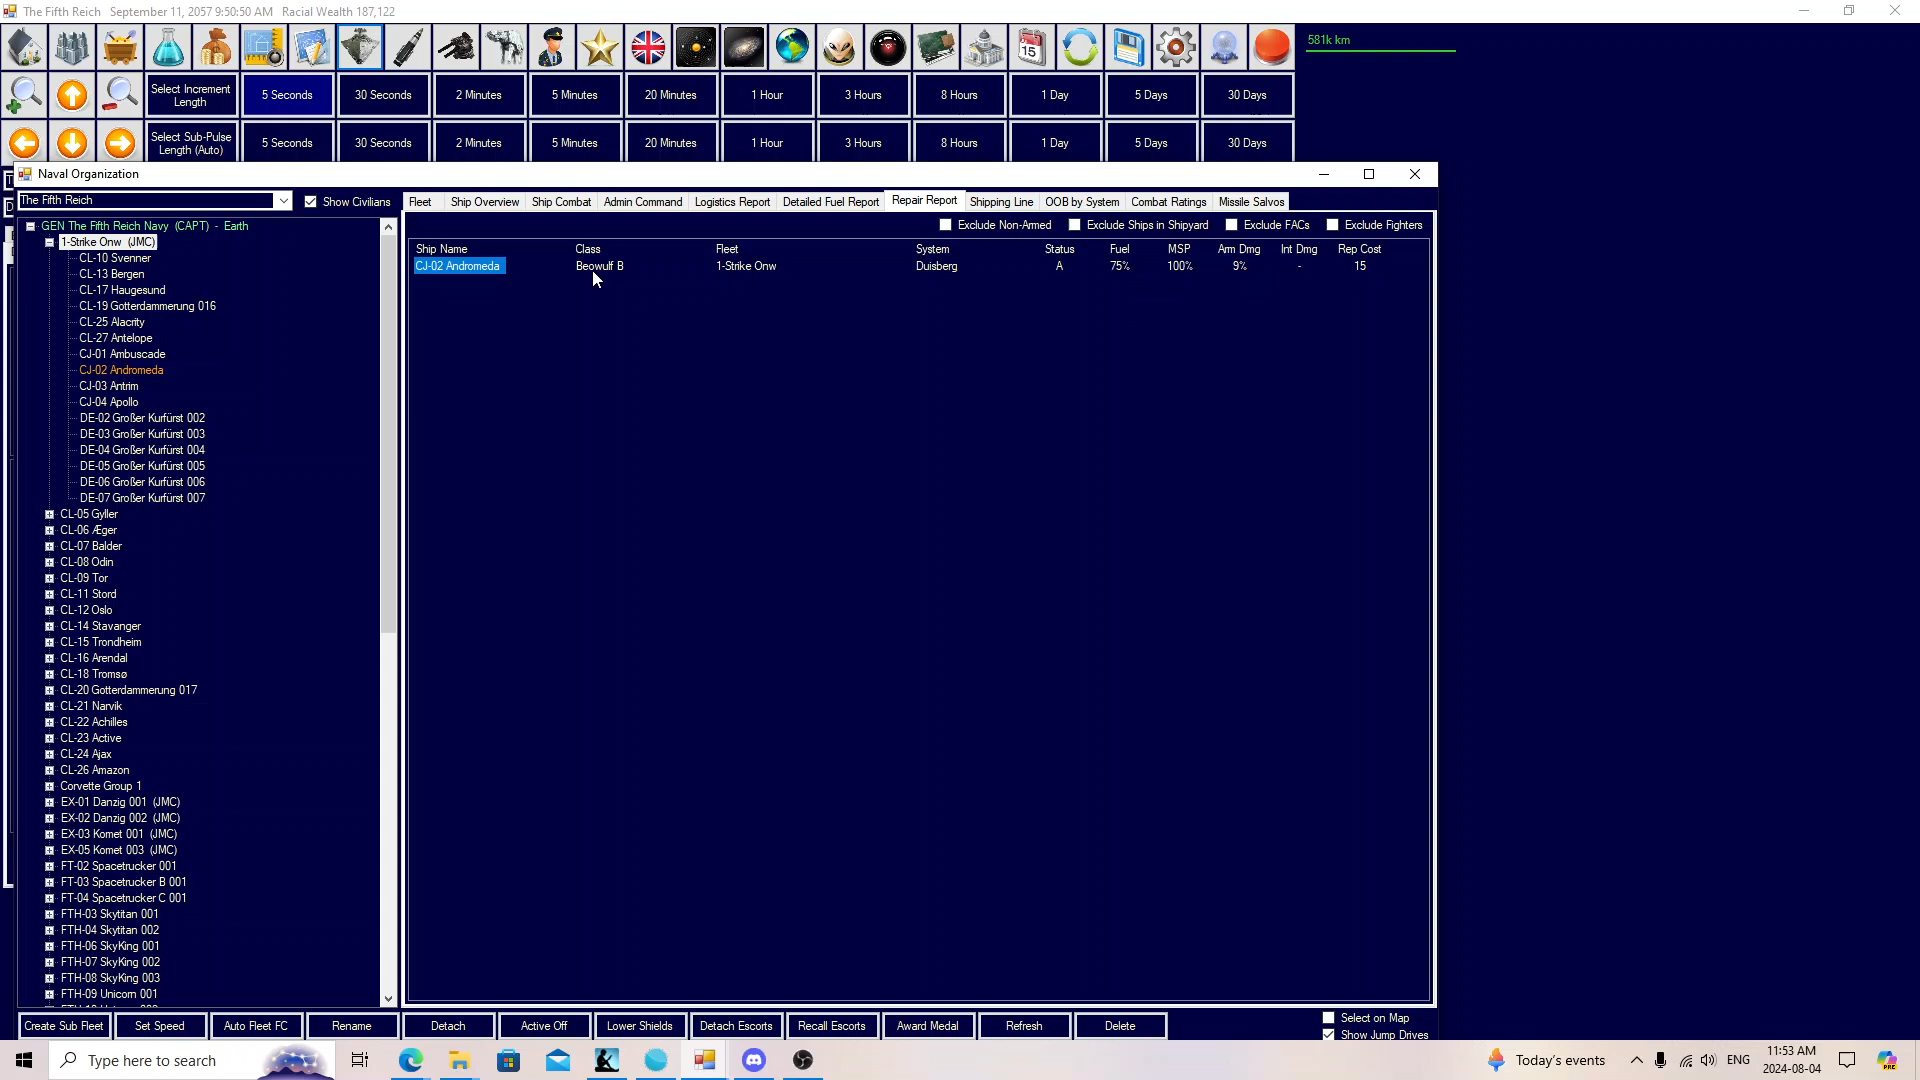 The Fifth Reich   September 11, 2057 9:50:50 AM   Racial Wealth 187,122
581k km
Select Increment Length
5 Seconds
30 Seconds
2 Minutes
5 Minutes
20 Minutes
1 Hour
3 Hours
8 Hours
1 Day
5 Days
30 Days
Select Sub-Pulse Length (Auto)
5 Seconds
30 Seconds
2 Minutes
5 Minutes
20 Minutes
1 Hour
3 Hours
8 Hours
1 Day
5 Days
30 Days
Naval Organization
The Fifth Reich
Show Civilians
Fleet
Ship Overview
Ship Combat
Admin Command
Logistics Report
Detailed Fuel Report
Repair Report
Shipping Line
OOB by System
Combat Ratings
Missile Salvos
Exclude Non-Armed
Exclude Ships in Shipyard
Exclude FACs
Exclude Fighters
Ship Name Class Fleet System Status Fuel MSP Arm Dmg Int Dmg Rep Cost
CJ-02 Andromeda Beowulf B 1-Strike Onw Duisberg A 75% 100% 9% - 15
GEN The Fifth Reich Navy (CAPT) - Earth
1-Strike Onw (JMC)
CL-10 Svenner
CL-13 Bergen
CL-17 Haugesund
CL-19 Gotterdammerung 016
CL-25 Alacrity
CL-27 Antelope
CJ-01 Ambuscade
CJ-02 Andromeda
CJ-03 Antrim
CJ-04 Apollo
DE-02 Großer Kurfürst 002
DE-03 Großer Kurfürst 003
DE-04 Großer Kurfürst 004
DE-05 Großer Kurfürst 005
DE-06 Großer Kurfürst 006
DE-07 Großer Kurfürst 007
CL-05 Gyller
CL-06 Æger
CL-07 Balder
CL-08 Odin
CL-09 Tor
CL-11 Stord
CL-12 Oslo
CL-14 Stavanger
CL-15 Trondheim
CL-16 Arendal
CL-18 Tromsø
CL-20 Gotterdammerung 017
CL-21 Narvik
CL-22 Achilles
CL-23 Active
CL-24 Ajax
CL-26 Amazon
Corvette Group 1
EX-01 Danzig 001 (JMC)
EX-02 Danzig 002 (JMC)
EX-03 Komet 001 (JMC)
EX-05 Komet 003 (JMC)
FT-02 Spacetrucker 001
FT-03 Spacetrucker B 001
FT-04 Spacetrucker C 001
FTH-03 Skytitan 001
FTH-04 Skytitan 002
FTH-06 SkyKing 001
FTH-07 SkyKing 002
FTH-08 SkyKing 003
FTH-09 Unicorn 001
Create Sub Fleet
Set Speed
Auto Fleet FC
Rename
Detach
Active Off
Lower Shields
Detach Escorts
Recall Escorts
Award Medal
Refresh
Delete
Select on Map
Show Jump Drives
Type here to search
Today's events
ENG
11:53 AM
2024-08-04